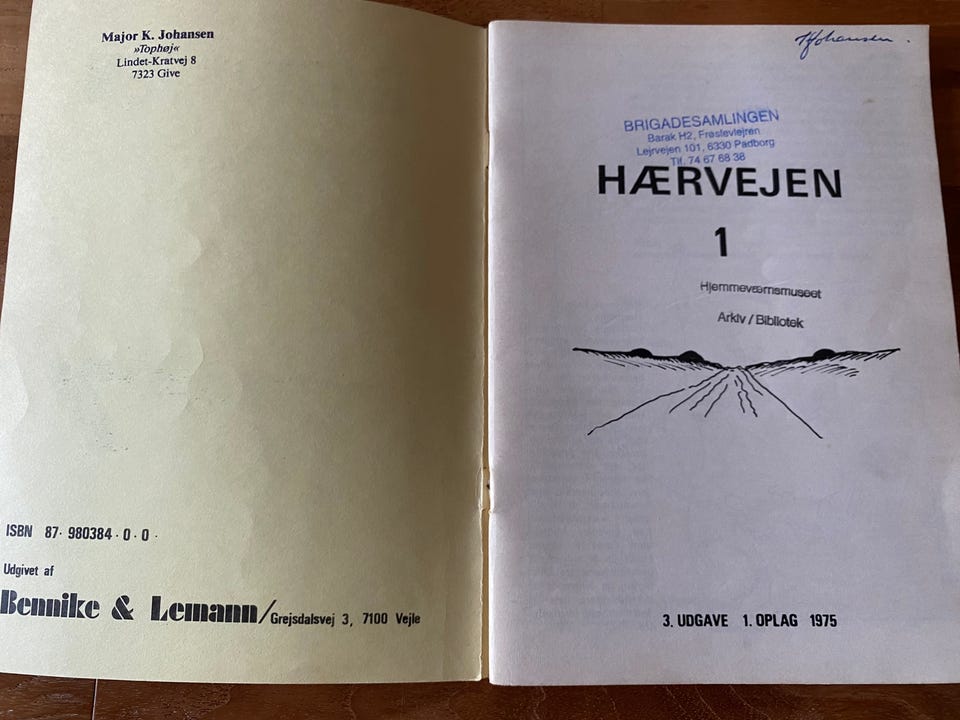 Major K. Johansen
»Tophøj«
Lindet-Kratvej 8
7323 Give
ISBN 87· 980384 · 0 · 0 ·
Udgivet af
Bennike & Lemann/Grejsdalsvej 3, 7100 Vejle
KJohansen.
BRIGADESAMLINGEN
Barak H2, Frøslevlejren
Lejrvejen 101, 6330 Padborg
Tlf. 74 67 68 38
HÆRVEJEN
1
Hjemmeværnsmuseet
Arkiv / Bibliotek
3. UDGAVE 1. OPLAG 1975